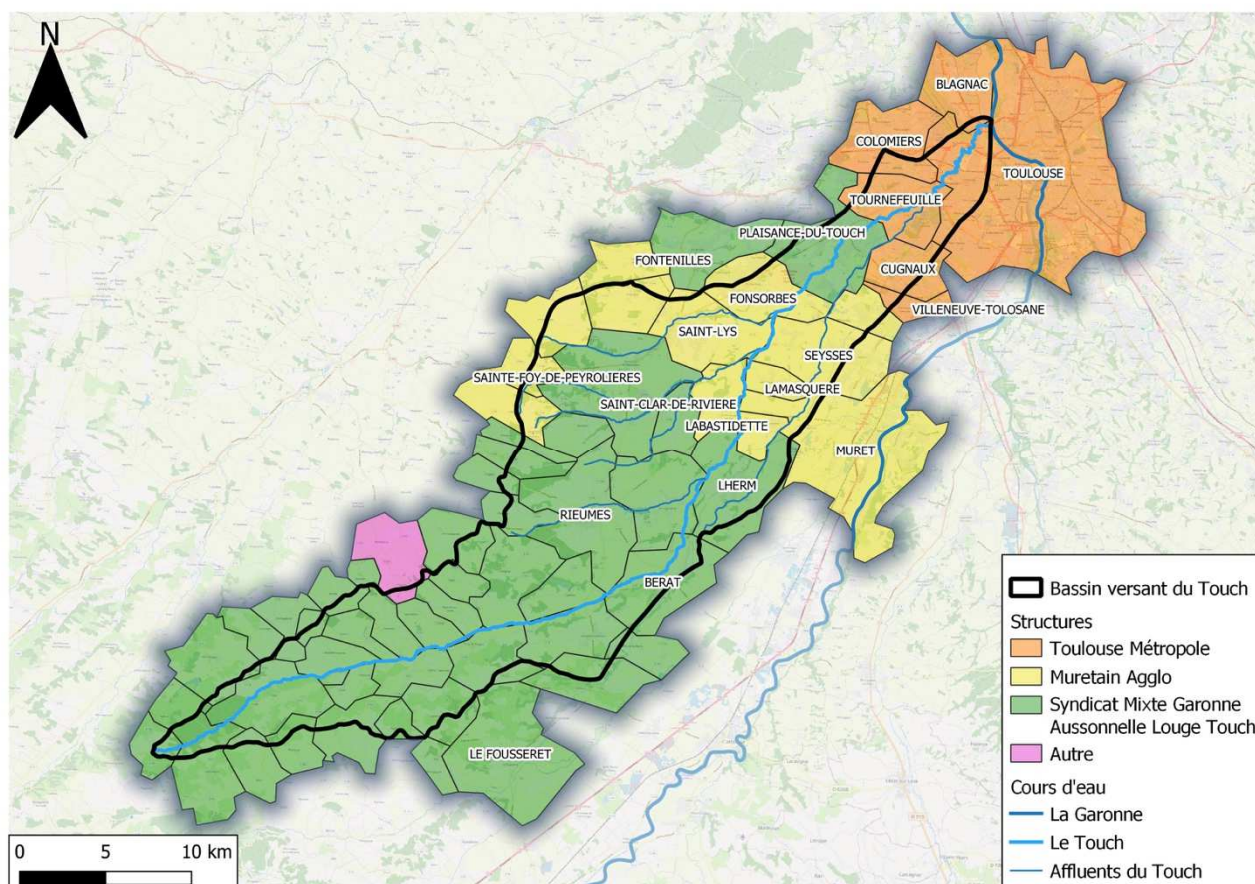 N
BLAGNAC
COLOMIERS
TOULOUSE
TOURNEFEUILLE
PLAISANCE-DU-TOUCH
FONTENILLES
CUGNAUX
FONSORBES
VILLENEUVE-TOLOSANE
SAINT-LYS
SEYSSES
SAINTE-FOY-DE-PEYROLIERES
LAMASQUERE
SAINT-CLAR-DE-RIVIERE
LABASTIDETTE
MURET
LHERM
RIEUMES
BERAT
LE FOUSSERET
Bassin versant du Touch
Structures
Toulouse Métropole
Muretain Agglo
Syndicat Mixte Garonne
Aussonnelle Louge Touch
Autre
Cours d'eau
La Garonne
Le Touch
Affluents du Touch
0 5 10 km